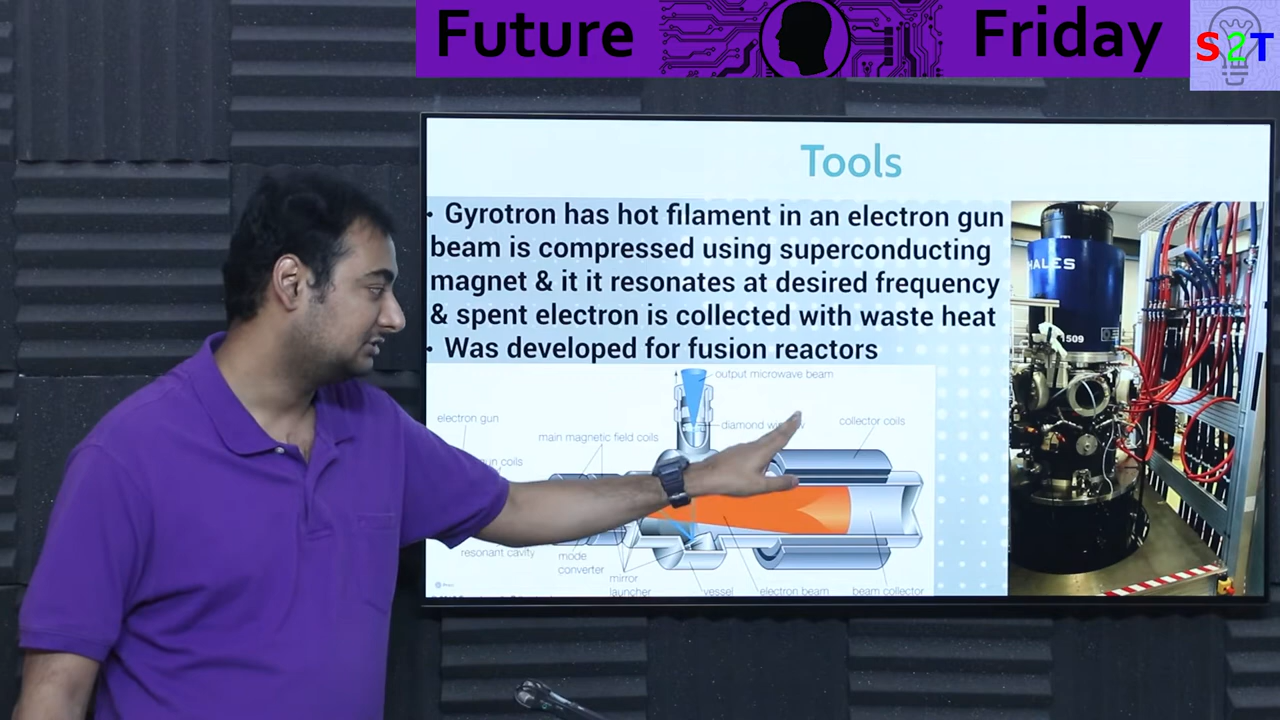 Future Friday
S2T
Tools
• Gyrotron has hot filament in an electron gun
beam is compressed using superconducting
magnet & it it resonates at desired frequency
& spent electron is collected with waste heat
• Was developed for fusion reactors
HALES
1509
output microwave beam
electron gun
diamond
collector coils
main magnetic field coils
gun coils
resonant cavity
mode
converter
mirror
launcher
vessel
electron beam
beam collector